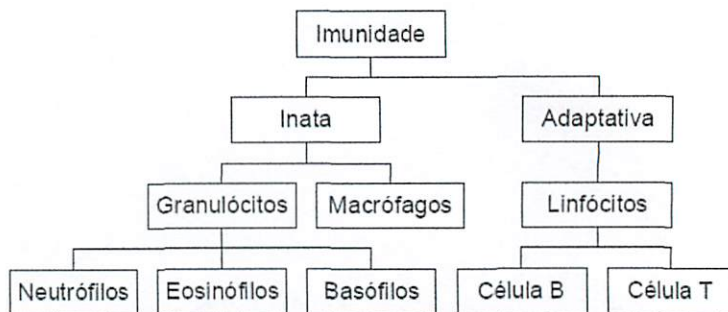 Imunidade
Inata
Adaptativa
Granulócitos
Macrófagos
Linfócitos
Neutrófilos
Eosinófilos
Basófilos
Célula B
Célula T